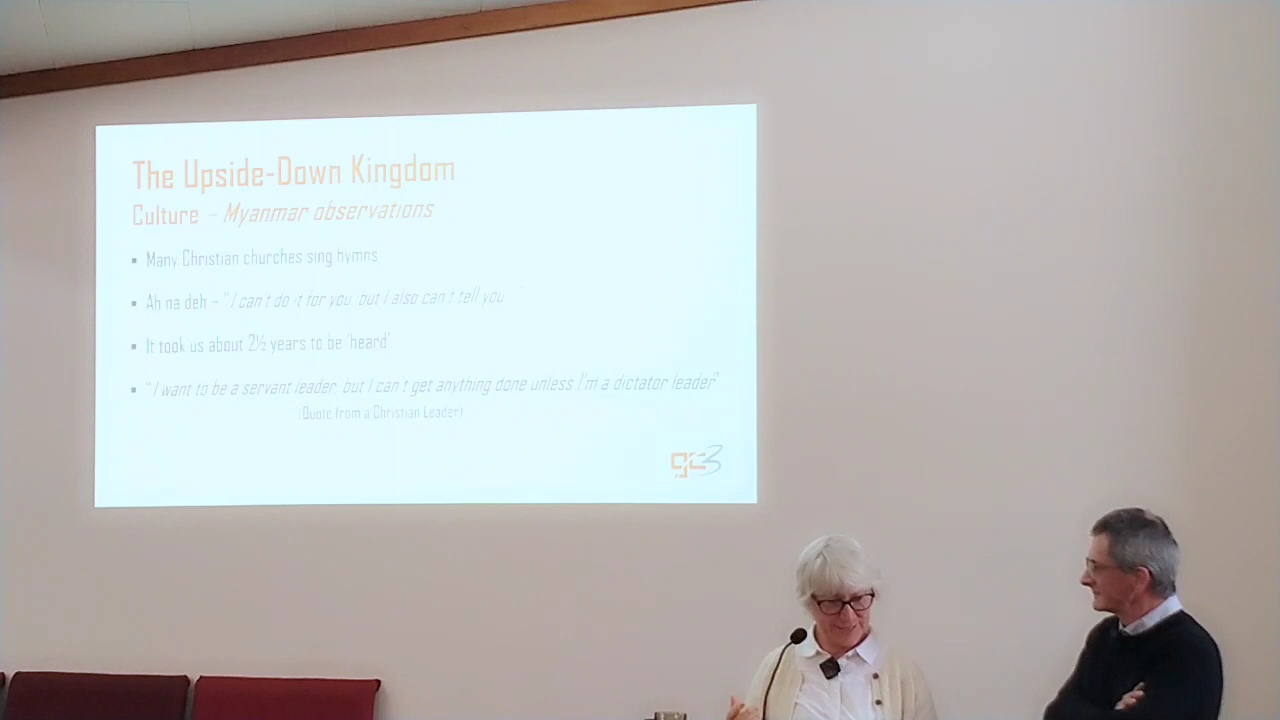 The Upside-Down Kingdom
Culture – Myanmar observations
▪ Many Christian churches sing hymns
▪ Ah na deh – "I can't do it for you, but I also can't tell you"
▪ It took us about 2½ years to be 'heard'
▪ "I want to be a servant leader, but I can't get anything done unless I'm a dictator leader"
(Quote from a Christian Leader)
gc3